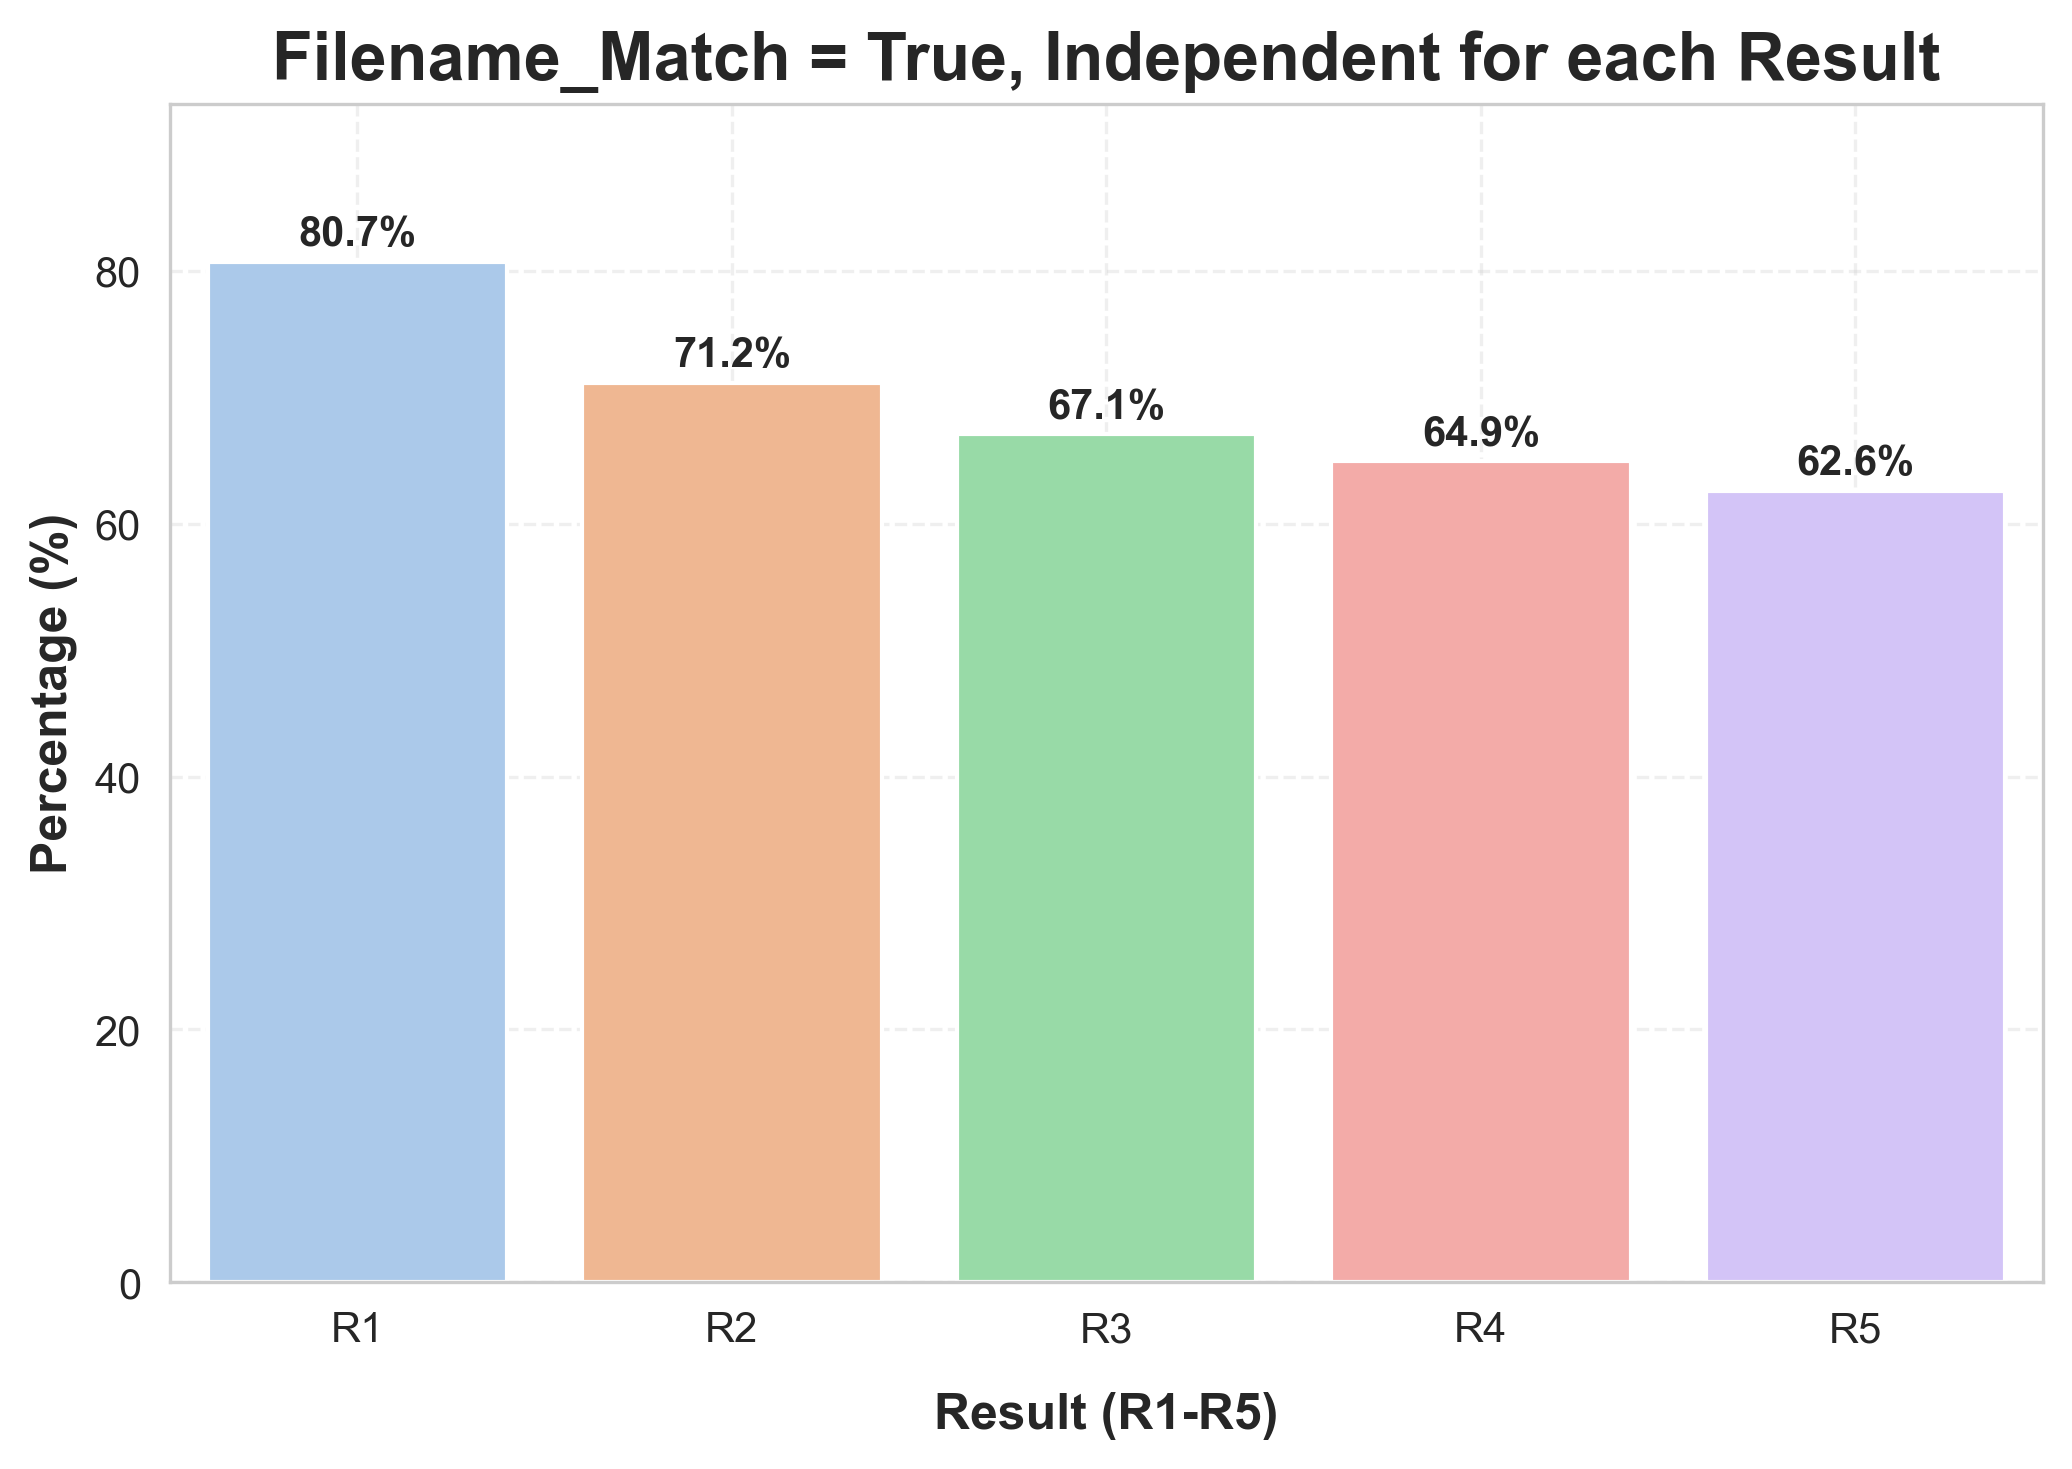 Filename_Match = True, Independent for each Result
Percentage (%)
80
60
40
20
0
80.7%
71.2%
67.1%
64.9%
62.6%
R1
R2
R3
R4
R5
Result (R1-R5)